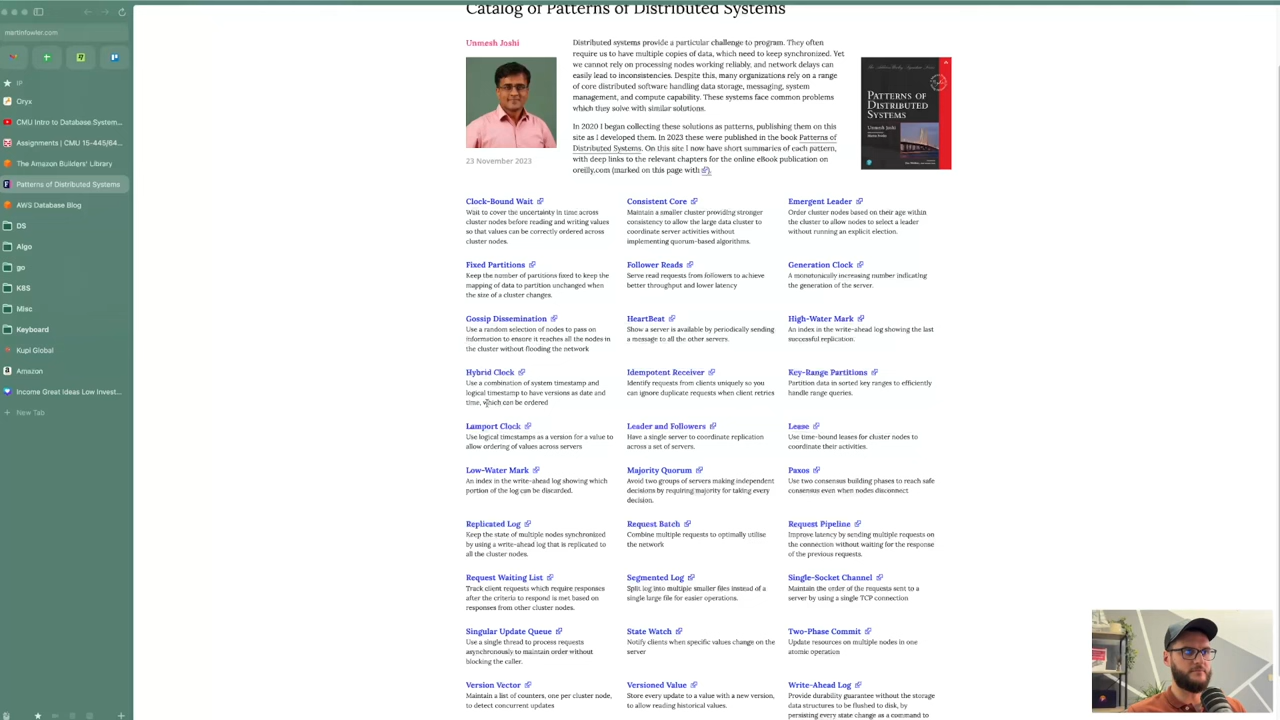 martinfowler.com
IP
Oryx
CMU Intro to Database System...
Assignments | CMU 15-445/64...
The Amazon Builders' Library
Patterns of Distributed Systems
AWS Database Blog
DS
Algo
go
KBS
Misc
Keyboard
Kupi Global
Amazon
Income Great Ideas Low Invest...
New Tab
Catalog of Patterns of Distributed Systems
Unmesh Joshi
23 November 2023
Distributed systems provide a particular challenge to program. They often
require us to have multiple copies of data, which need to keep synchronized. Yet
we cannot rely on processing nodes working reliably, and network delays can
easily lead to inconsistencies. Despite this, many organizations rely on a range
of core distributed software handling data storage, messaging, system
management, and compute capability. These systems face common problems
which they solve with similar solutions.
In 2020 I began collecting these solutions as patterns, publishing them on this
site as I developed them. In 2023 these were published in the book Patterns of
Distributed Systems. On this site I now have short summaries of each pattern,
with deep links to the relevant chapters for the online eBook publication on
oreilly.com (marked on this page with ).
PATTERNS OF
DISTRIBUTED
SYSTEMS
Unmesh Joshi
Clock-Bound Wait
Wait to cover the uncertainty in time across
cluster nodes before reading and writing values
so that values can be correctly ordered across
cluster nodes.
Consistent Core
Maintain a smaller cluster providing stronger
consistency to allow the large data cluster to
coordinate server activities without
implementing quorum-based algorithms.
Emergent Leader
Order cluster nodes based on their age within
the cluster to allow nodes to select a leader
without running an explicit election.
Fixed Partitions
Keep the number of partitions fixed to keep the
mapping of data to partition unchanged when
the size of a cluster changes.
Follower Reads
Serve read requests from followers to achieve
better throughput and lower latency
Generation Clock
A monotonically increasing number indicating
the generation of the server.
Gossip Dissemination
Use a random selection of nodes to pass on
information to ensure it reaches all the nodes in
the cluster without flooding the network
HeartBeat
Show a server is available by periodically sending
a message to all the other servers.
High-Water Mark
An index in the write-ahead log showing the last
successful replication.
Hybrid Clock
Use a combination of system timestamp and
logical timestamp to have versions as date and
time, which can be ordered
Idempotent Receiver
Identify requests from clients uniquely so you
can ignore duplicate requests when client retries
Key-Range Partitions
Partition data in sorted key ranges to efficiently
handle range queries.
Lamport Clock
Use logical timestamps as a version for a value to
allow ordering of values across servers
Leader and Followers
Have a single server to coordinate replication
across a set of servers.
Lease
Use time-bound leases for cluster nodes to
coordinate their activities.
Low-Water Mark
An index in the write-ahead log showing which
portion of the log can be discarded.
Majority Quorum
Avoid two groups of servers making independent
decisions by requiring majority for taking every
decision.
Paxos
Use two consensus building phases to reach safe
consensus even when nodes disconnect
Replicated Log
Keep the state of multiple nodes synchronized
by using a write-ahead log that is replicated to
all the cluster nodes.
Request Batch
Combine multiple requests to optimally utilise
the network
Request Pipeline
Improve latency by sending multiple requests on
the connection without waiting for the response
of the previous requests.
Request Waiting List
Track client requests which require responses
after the criteria to respond is met based on
responses from other cluster nodes.
Segmented Log
Split log into multiple smaller files instead of a
single large file for easier operations.
Single-Socket Channel
Maintain the order of the requests sent to a
server by using a single TCP connection
Singular Update Queue
Use a single thread to process requests
asynchronously to maintain order without
blocking the caller.
State Watch
Notify clients when specific values change on the
server
Two-Phase Commit
Update resources on multiple nodes in one
atomic operation
Version Vector
Maintain a list of counters, one per cluster node,
to detect concurrent updates
Versioned Value
Store every update to a value with a new version,
to allow reading historical values.
Write-Ahead Log
Provide durability guarantee without the storage
data structures to be flushed to disk, by
persisting every state change as a command to